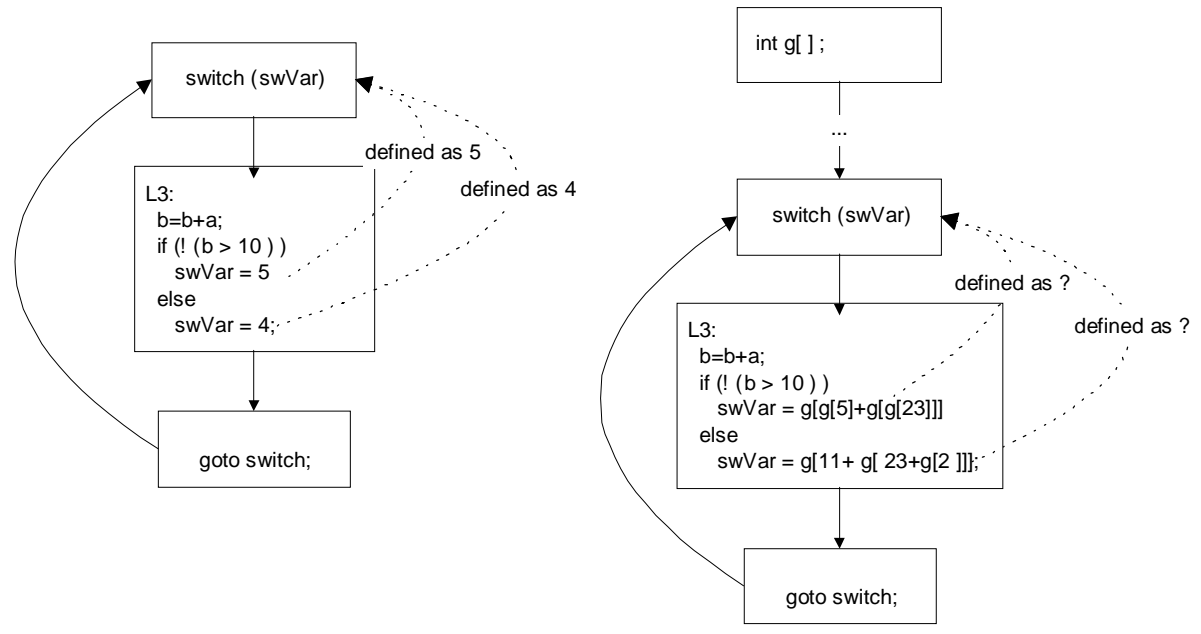 switch (swVar)
defined as 5
defined as 4
L3:
b=b+a;
if (! (b > 10 ) )
swVar = 5
else
swVar = 4;
goto switch;
int g[ ] ;
...
switch (swVar)
defined as ?
defined as ?
L3:
b=b+a;
if (! (b > 10 ) )
swVar = g[g[5]+g[g[23]]]
else
swVar = g[11+ g[ 23+g[2 ]]];
goto switch;